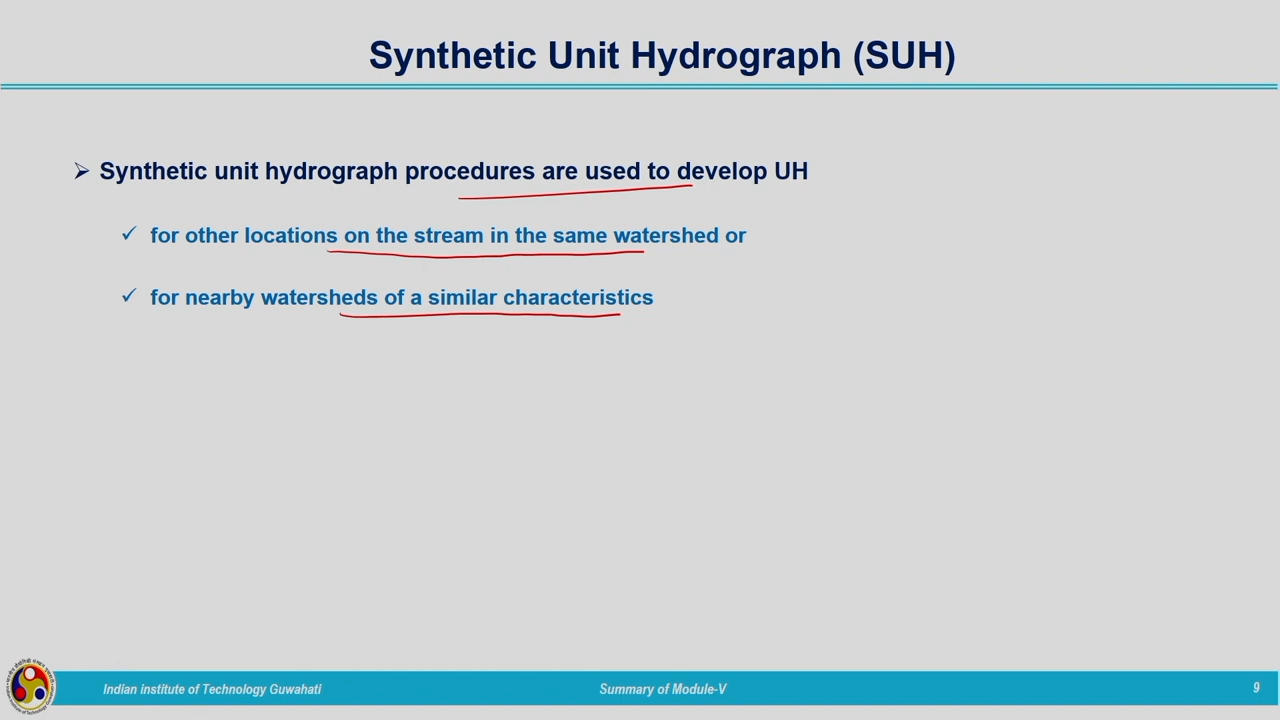 Synthetic Unit Hydrograph (SUH)
Synthetic unit hydrograph procedures are used to develop UH
for other locations on the stream in the same watershed or
for nearby watersheds of a similar characteristics
Indian institute of Technology Guwahati
Summary of Module-V
9